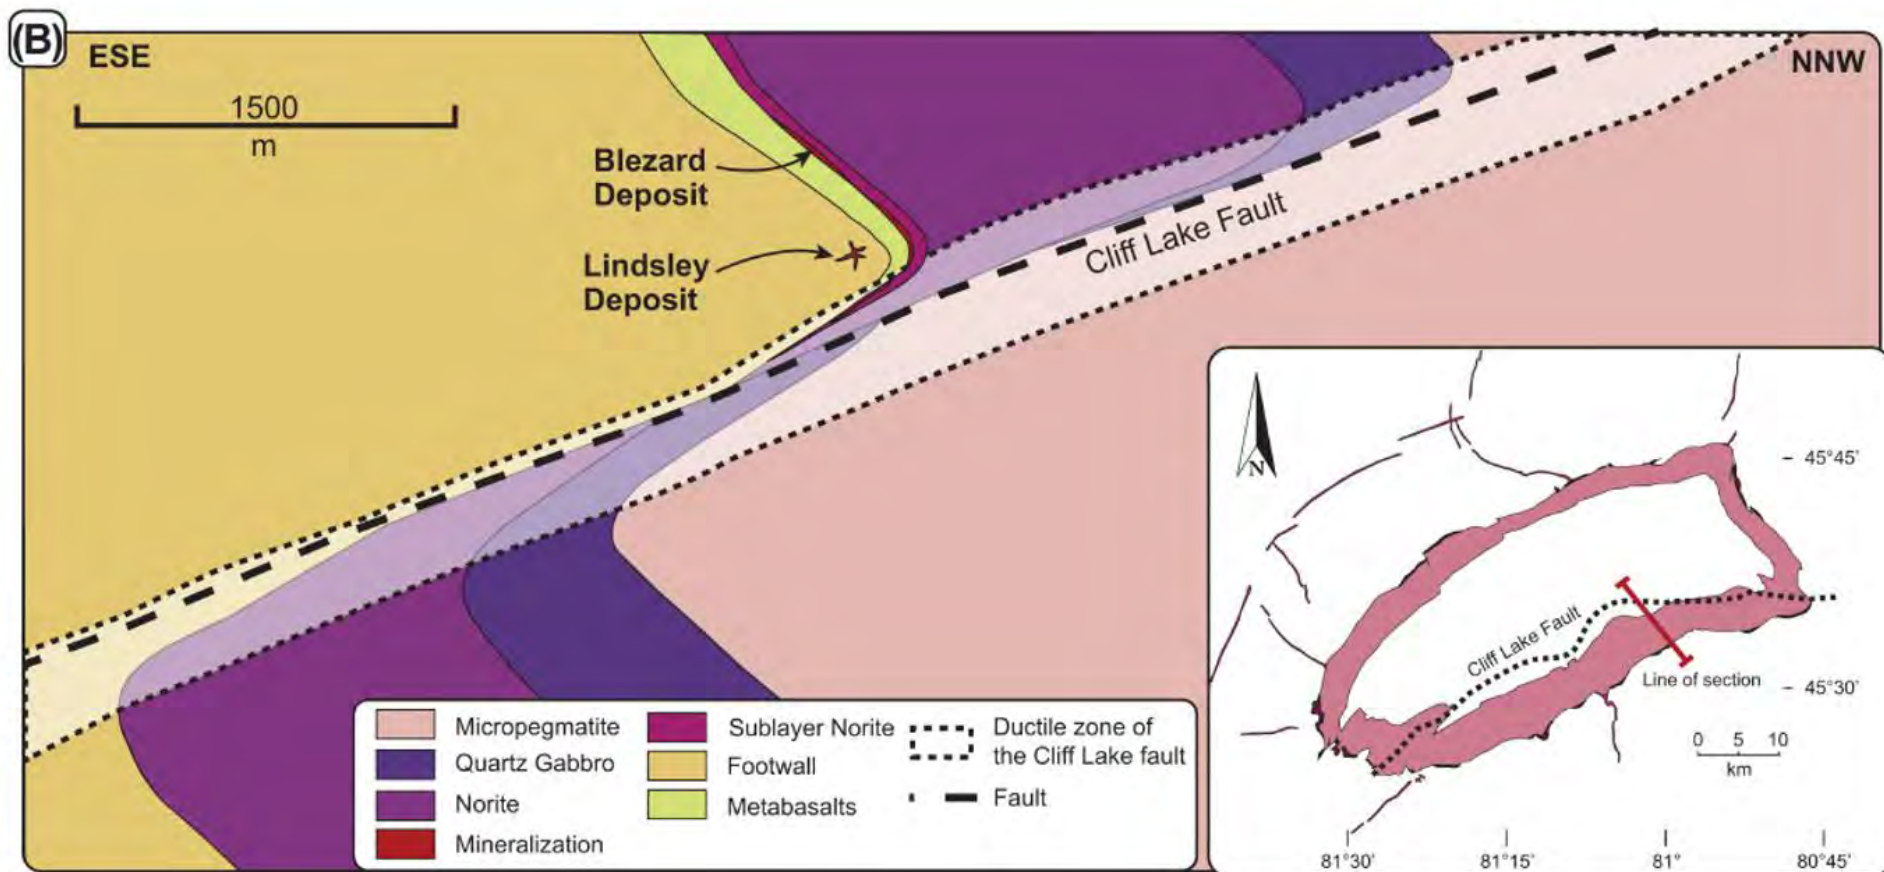 (B)
ESE
NNW
1500
m
Blezard
Deposit
Lindsley
Deposit
Cliff Lake Fault
Micropegmatite
Quartz Gabbro
Norite
Mineralization
Sublayer Norite
Footwall
Metabasalts
Ductile zone of
the Cliff Lake fault
Fault
N
45°45'
Cliff Lake Fault
Line of section
45°30'
0 5 10
km
81°30' 81°15' 81° 80°45'